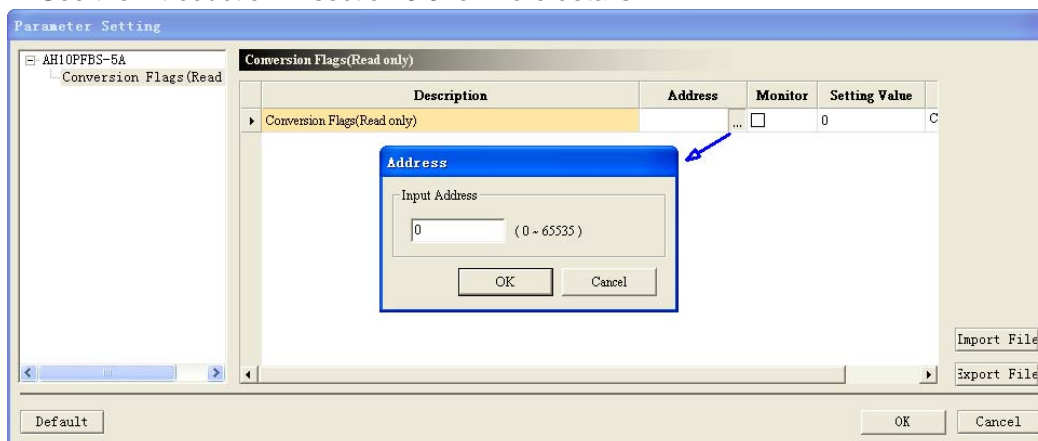 Parameter Setting
AH10PFBS-5A
Conversion Flags(Read
Conversion Flags(Read only)
Description Address Monitor Setting Value
Conversion Flags(Read only) ... 0 C
Address
Input Address
0 ( 0 ~ 65535 )
OK Cancel
Import File
Export File
Default OK Cancel